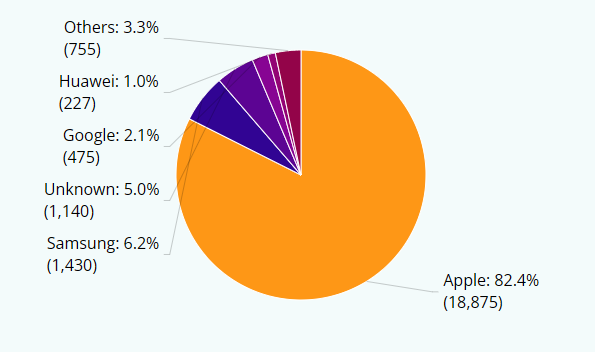 Others: 3.3%
(755)
Huawei: 1.0%
(227)
Google: 2.1%
(475)
Unknown: 5.0%
(1,140)
Samsung: 6.2%
(1,430)
Apple: 82.4%
(18,875)